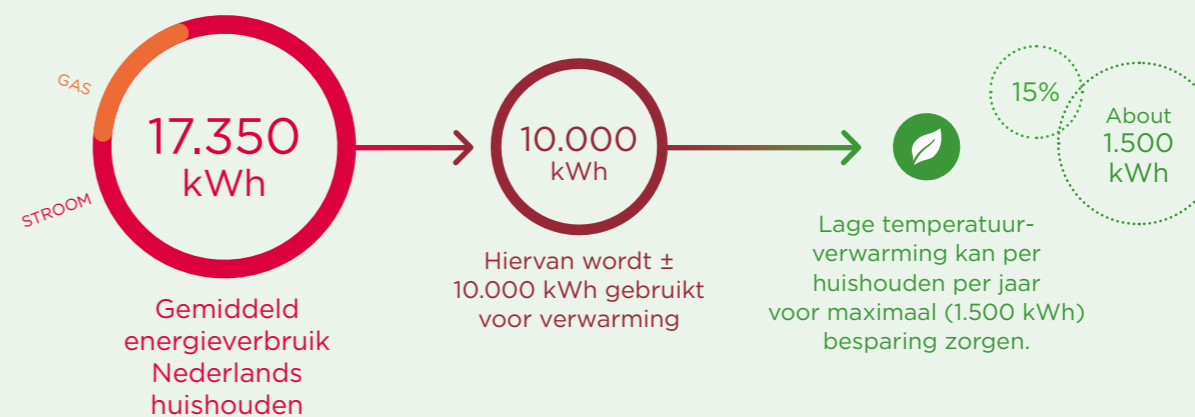 GAS
STROOM
17.350
kWh
Gemiddeld
energieverbruik
Nederlands
huishouden
10.000
kWh
Hiervan wordt ±
10.000 kWh gebruikt
voor verwarming
15%
About
1.500
kWh
Lage temperatuur-
verwarming kan per
huishouden per jaar
voor maximaal (1.500 kWh)
besparing zorgen.